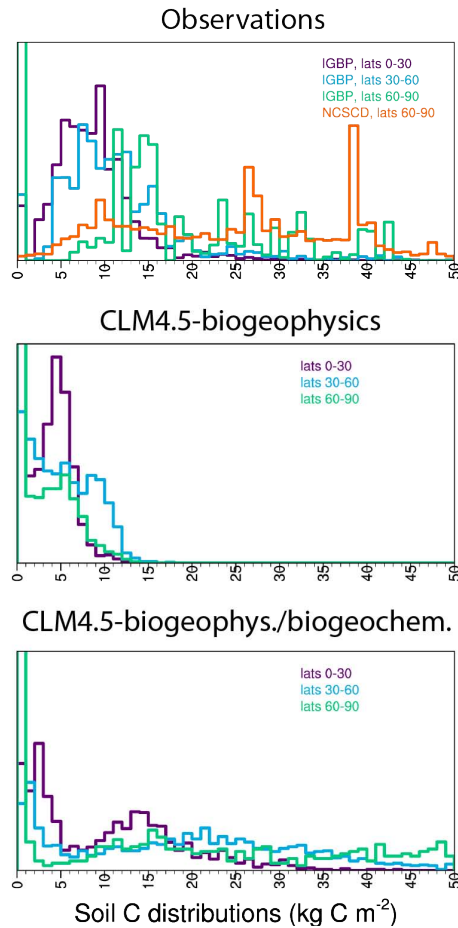 Observations
IGBP, lats 0-30
IGBP, lats 30-60
IGBP, lats 60-90
NCSCD, lats 60-90
0 5 10 15 20 25 30 35 40 45 50
CLM4.5-biogeophysics
lats 0-30
lats 30-60
lats 60-90
0 5 10 15 20 25 30 35 40 45 50
CLM4.5-biogeophys./biogeochem.
lats 0-30
lats 30-60
lats 60-90
0 5 10 15 20 25 30 35 40 45 50
Soil C distributions (kg C m⁻²)